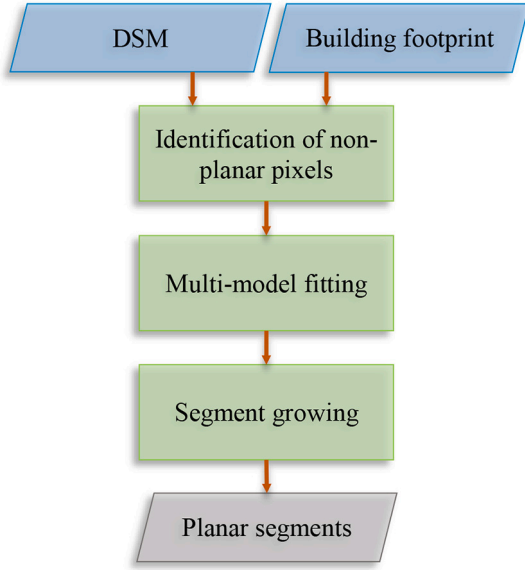 DSM
Building footprint
Identification of non-
planar pixels
Multi-model fitting
Segment growing
Planar segments